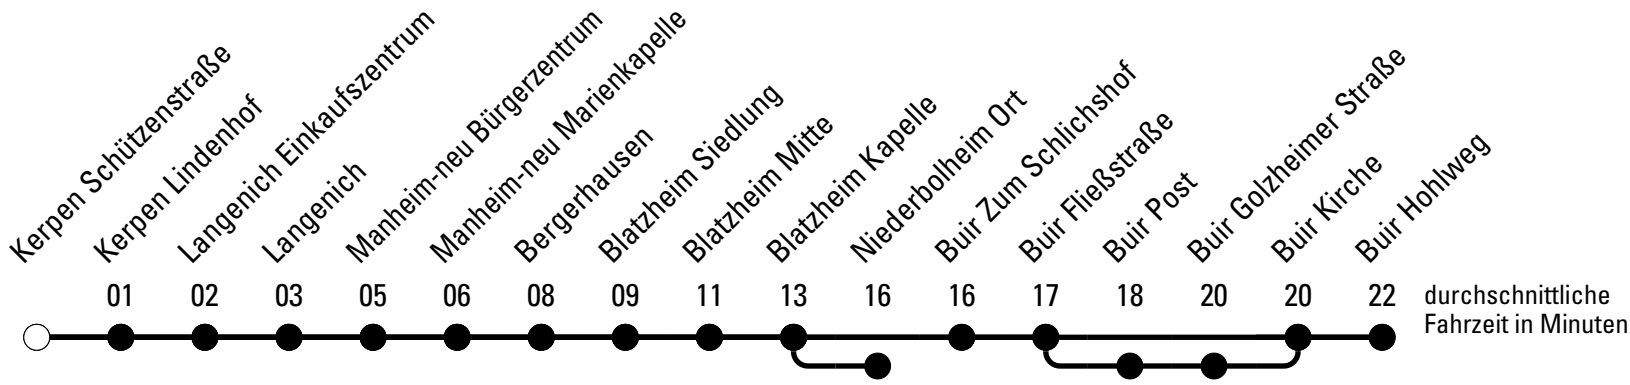 Kerpen Schützenstraße
Kerpen Lindenhof
Langenich Einkaufszentrum
Langenich
Manheim-neu Bürgerzentrum
Manheim-neu Marienkapelle
Bergerhausen
Blatzheim Siedlung
Blatzheim Mitte
Blatzheim Kapelle
Niederbolheim Ort
Buir Zum Schlichshof
Buir Fließstraße
Buir Post
Buir Golzheimer Straße
Buir Kirche
Buir Hohlweg
01 02 03 05 06 08 09 11 13 16 16 17 18 20 20 22
durchschnittliche
Fahrzeit in Minuten